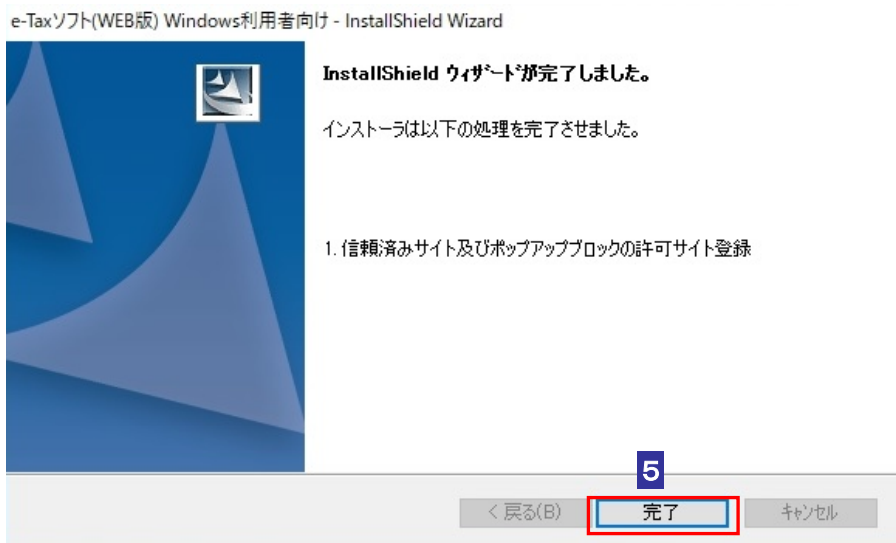 e-Taxソフト(WEB版) Windows利用者向け - InstallShield Wizard
InstallShield ウィザードが完了しました。
インストーラは以下の処理を完了させました。
1. 信頼済みサイト及びポップアップブロックの許可サイト登録
5
< 戻る(B)
完了
キャンセル